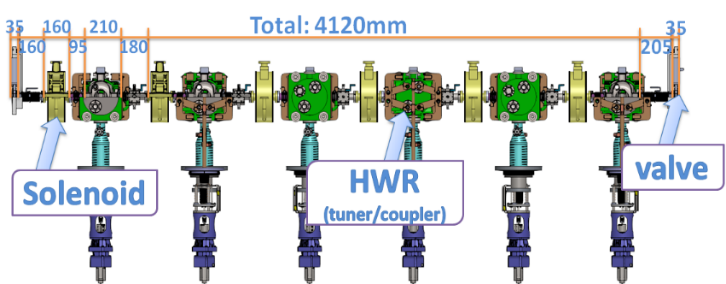 35 160 210 Total: 4120mm 35
160 95 180 205
Solenoid
HWR
(tuner/coupler)
valve